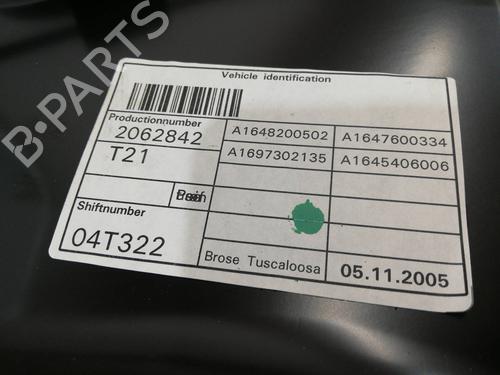 Vehicle identification
Productionnumber
2062842
A1648200502
A1647600334
T21
A1697302135
A1645406006
Shiftnumber
04T322
Brose Tuscaloosa
05.11.2005
B-PARTS